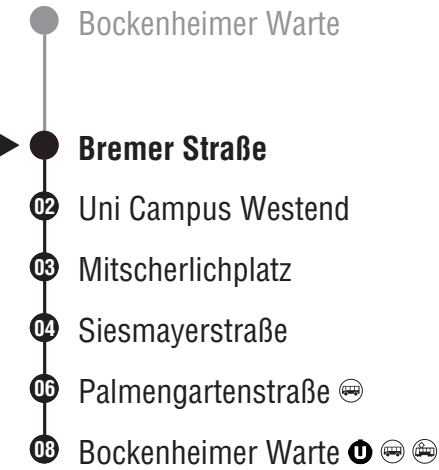 Bockenheimer Warte
Bremer Straße
02 Uni Campus Westend
03 Mitscherlichplatz
04 Siesmayerstraße
06 Palmengartenstraße
08 Bockenheimer Warte U